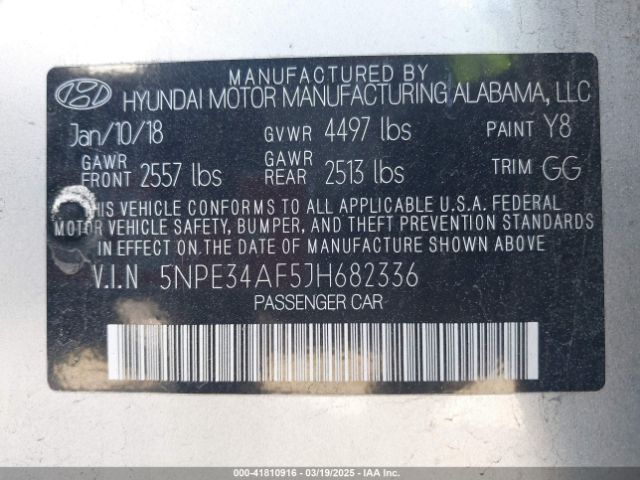 MANUFACTURED BY
HYUNDAI MOTOR MANUFACTURING ALABAMA, LLC
Jan/10/18 GVWR 4497 lbs PAINT Y8
GAWR FRONT 2557 lbs GAWR REAR 2513 lbs TRIM GG
THIS VEHICLE CONFORMS TO ALL APPLICABLE U.S.A. FEDERAL
MOTOR VEHICLE SAFETY, BUMPER, AND THEFT PREVENTION STANDARDS
IN EFFECT ON THE DATE OF MANUFACTURE SHOWN ABOVE
V.I.N 5NPE34AF5JH682336
PASSENGER CAR
000-41810916 - 03/19/2025 - IAA Inc.